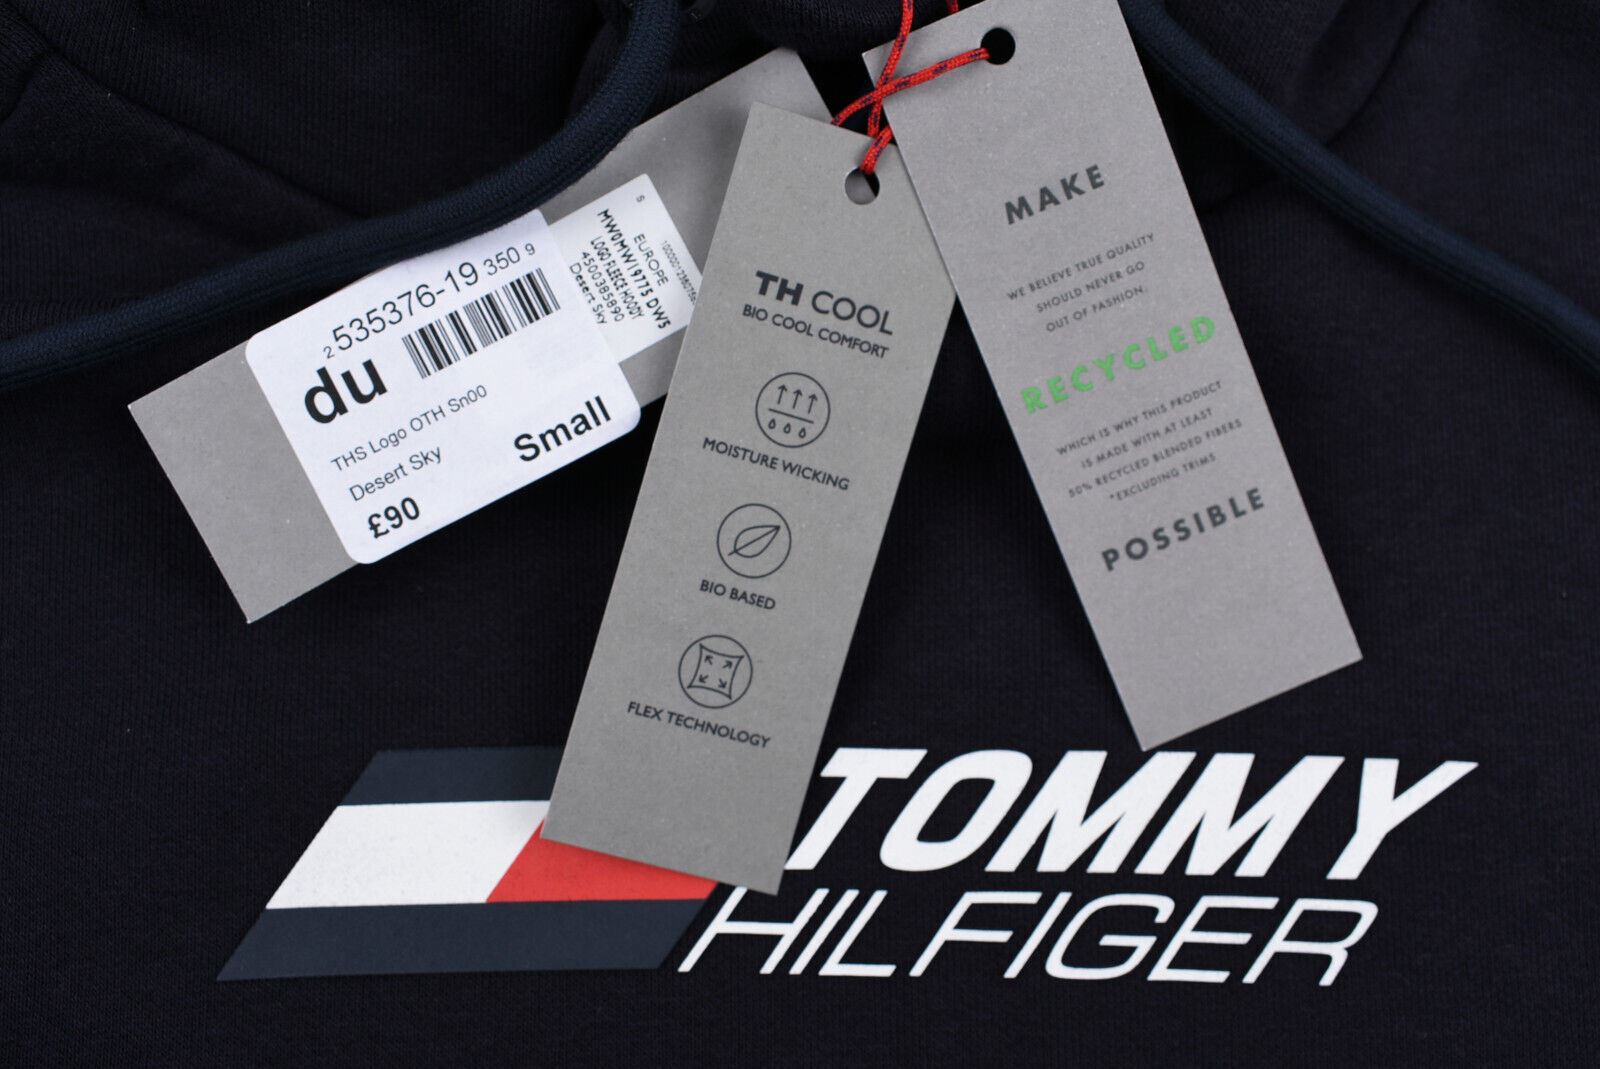 2 535376-19 350 9
du
THS Logo OTH Sn00
Desert Sky
Small
£90
S
EUROPE
MW0MW19775 DW5
LOGO FLEECE HOODY
4500385890
Desert Sky
TH COOL
BIO COOL COMFORT
MOISTURE WICKING
BIO BASED
FLEX TECHNOLOGY
MAKE
WE BELIEVE TRUE QUALITY
SHOULD NEVER GO
OUT OF FASHION.
RECYCLED
WHICH IS WHY THIS PRODUCT
IS MADE WITH AT LEAST
50% RECYCLED BLENDED FIBERS
*EXCLUDING TRIMS
POSSIBLE
TOMMY
HILFIGER